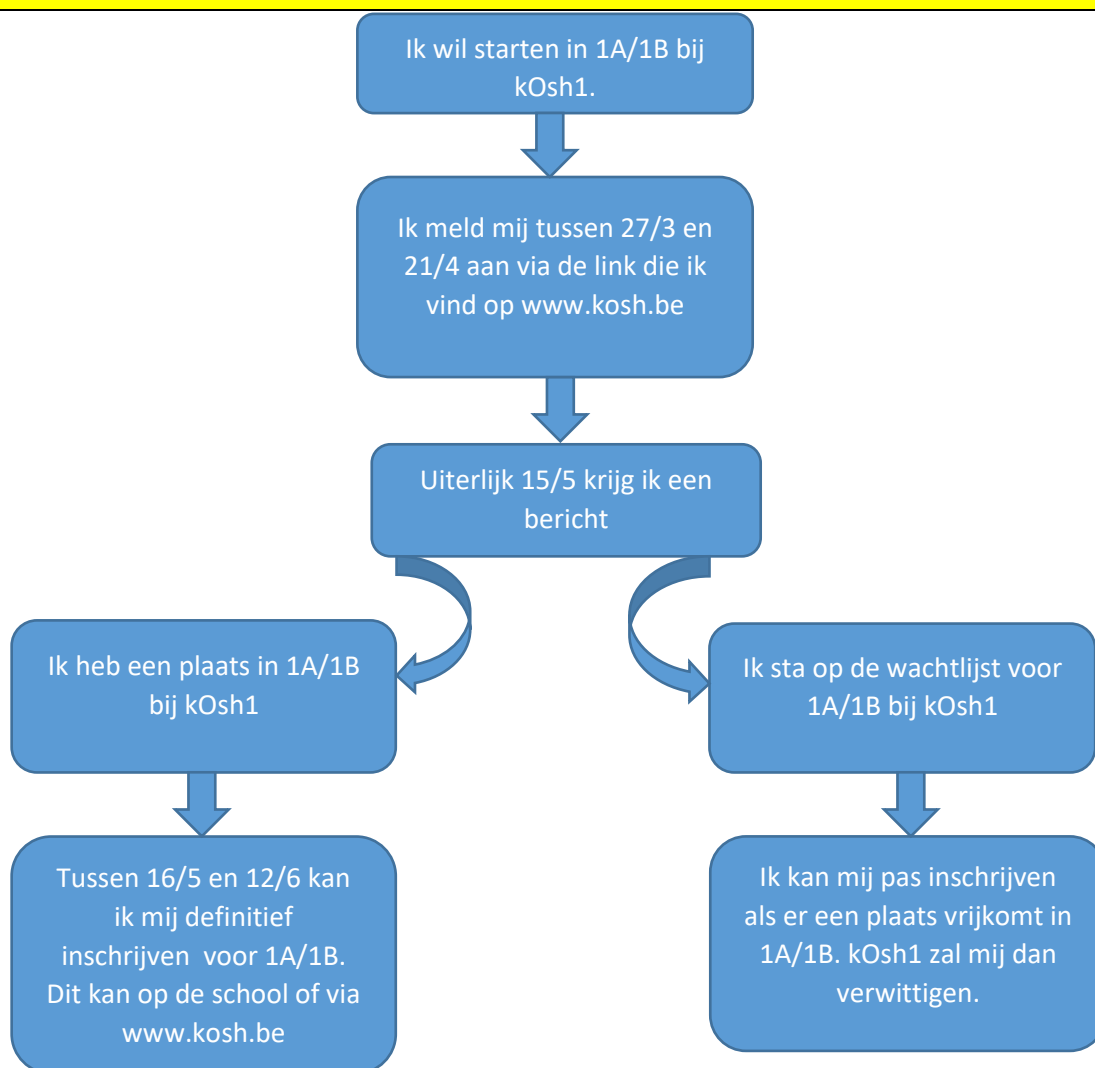 Ik wil starten in 1A/1B bij
kOsh1.
Ik meld mij tussen 27/3 en
21/4 aan via de link die ik
vind op www.kosh.be
Uiterlijk 15/5 krijg ik een
bericht
Ik heb een plaats in 1A/1B
bij kOsh1
Ik sta op de wachtlijst voor
1A/1B bij kOsh1
Tussen 16/5 en 12/6 kan
ik mij definitief
inschrijven  voor 1A/1B.
Dit kan op de school of via
www.kosh.be
Ik kan mij pas inschrijven
als er een plaats vrijkomt in
1A/1B. kOsh1 zal mij dan
verwittigen.